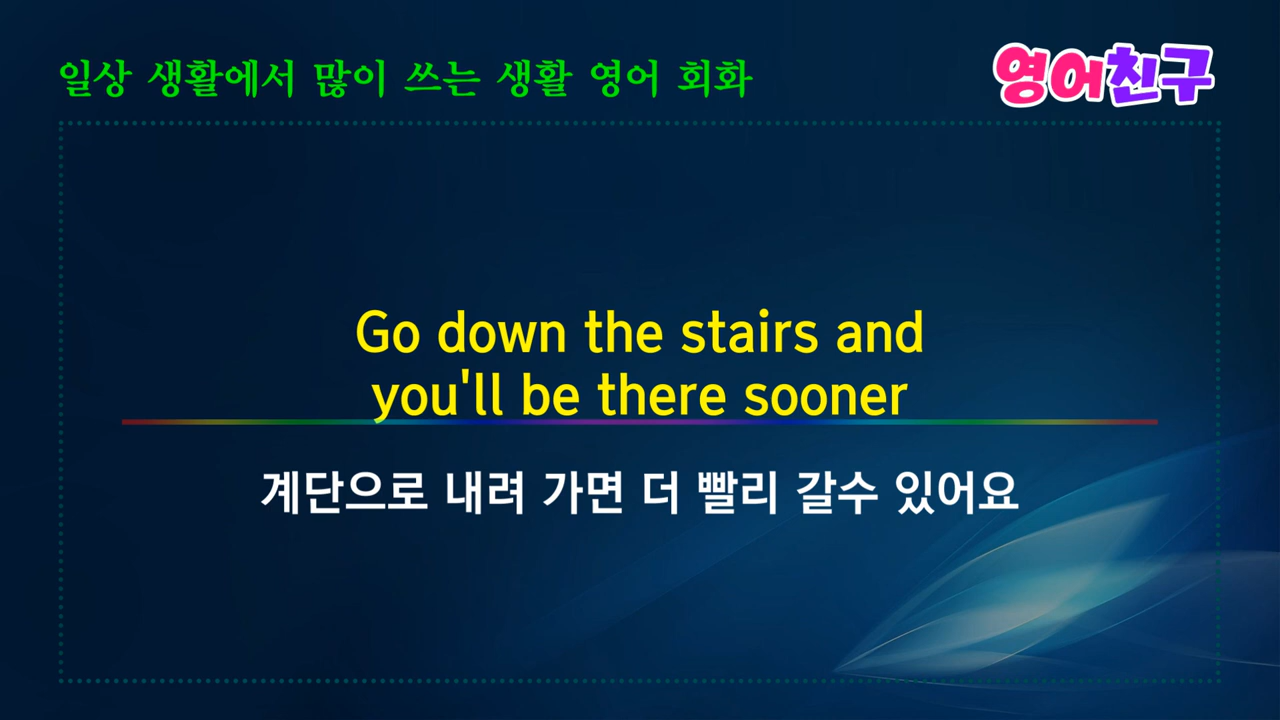 일상 생활에서 많이 쓰는 생활 영어 회화
영어친구
Go down the stairs and
you'll be there sooner
계단으로 내려 가면 더 빨리 갈수 있어요